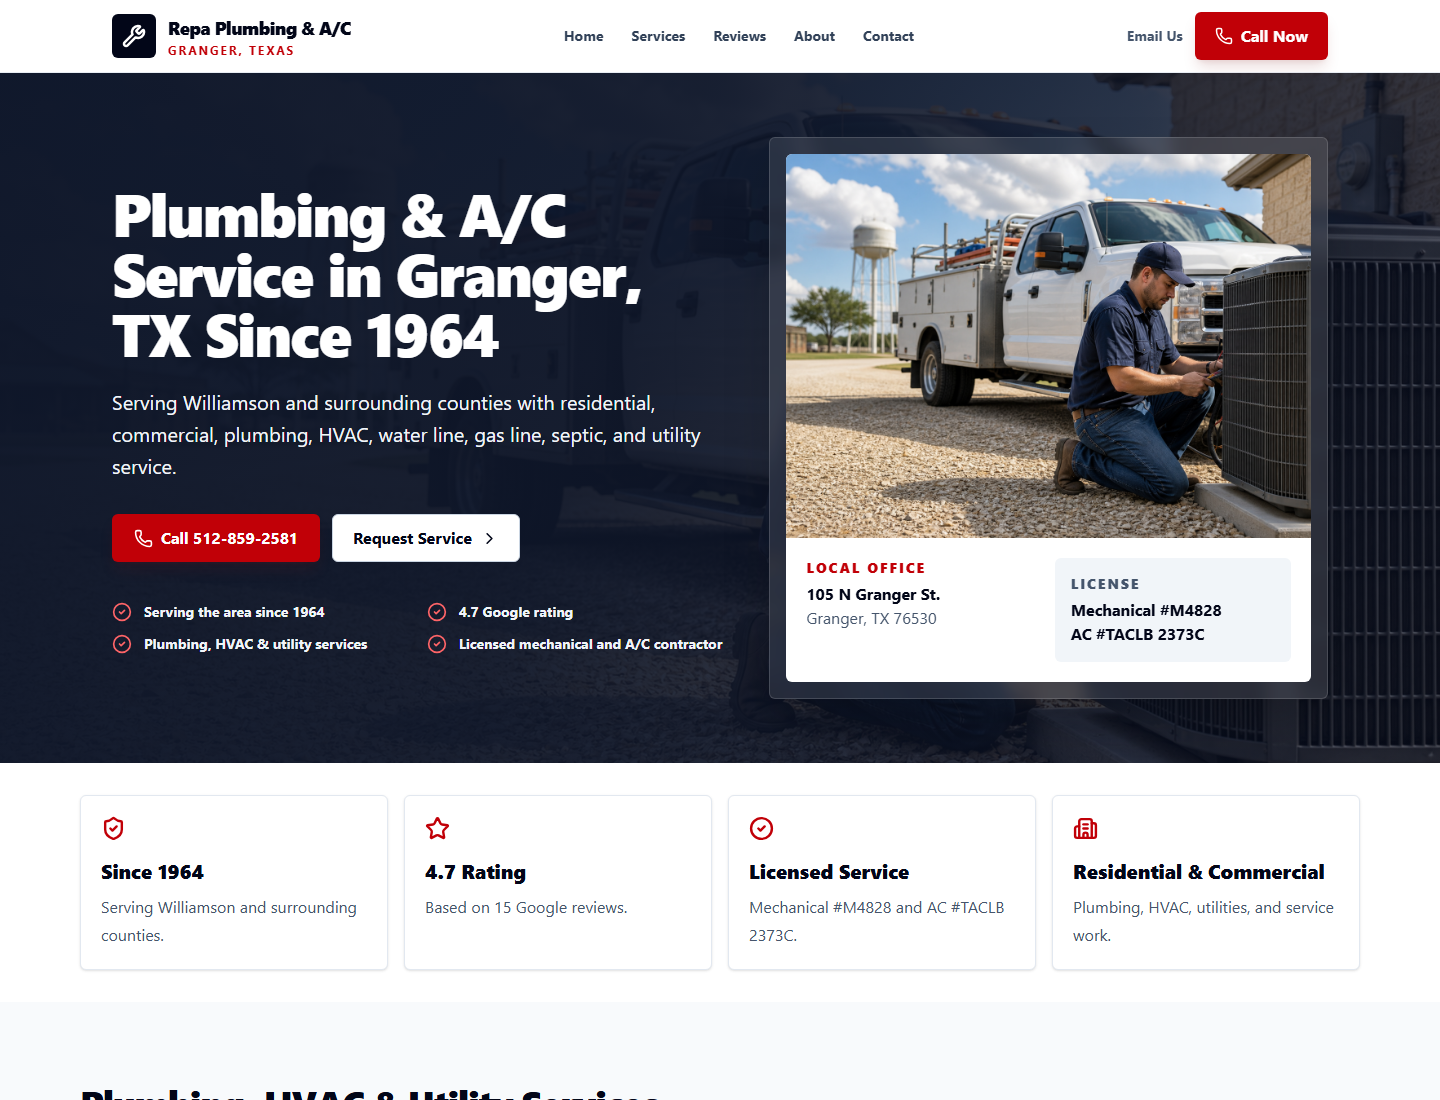 Repa Plumbing & A/C
GRANGER, TEXAS
Home
Services
Reviews
About
Contact
Email Us
Call Now
Plumbing & A/C
Service in Granger,
TX Since 1964
Serving Williamson and surrounding counties with residential,
commercial, plumbing, HVAC, water line, gas line, septic, and utility
service.
Call 512-859-2581
Request Service
Serving the area since 1964
4.7 Google rating
Plumbing, HVAC & utility services
Licensed mechanical and A/C contractor
LOCAL OFFICE
105 N Granger St.
Granger, TX 76530
LICENSE
Mechanical #M4828
AC #TACLB 2373C
Since 1964
Serving Williamson and surrounding
counties.
4.7 Rating
Based on 15 Google reviews.
Licensed Service
Mechanical #M4828 and AC #TACLB
2373C.
Residential & Commercial
Plumbing, HVAC, utilities, and service
work.
Plumbing, HVAC & Utility Services